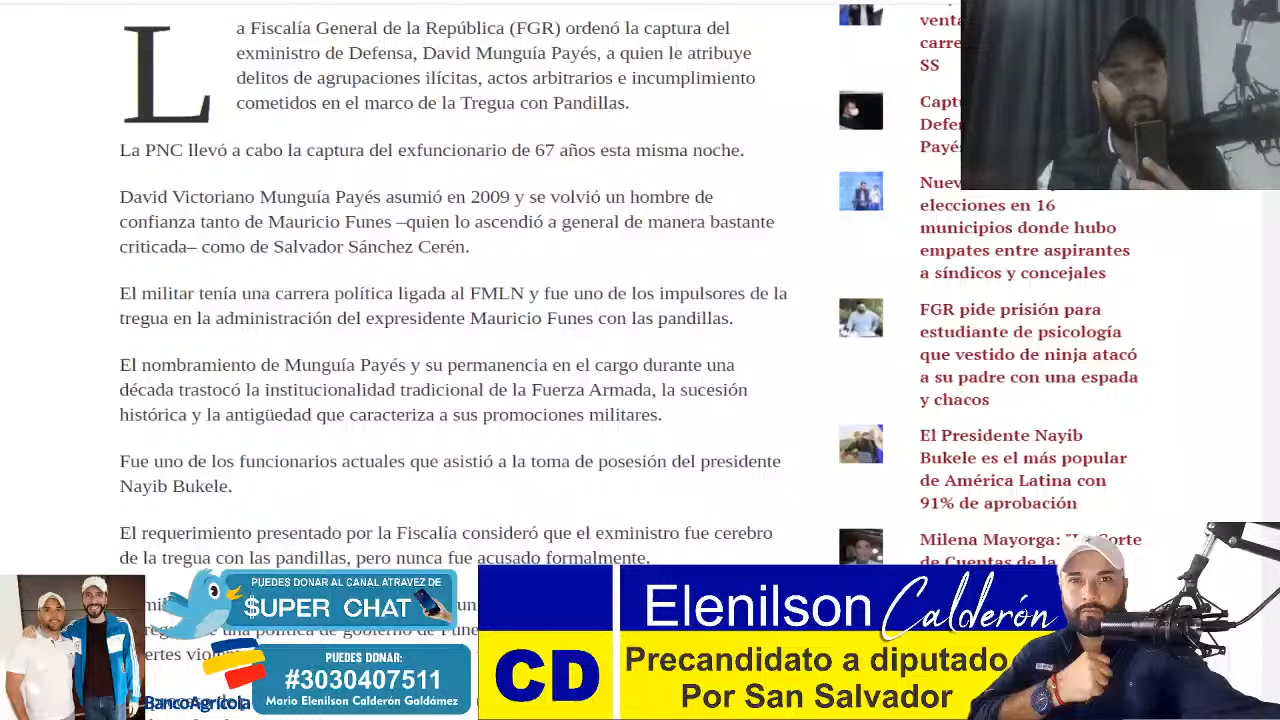 La Fiscalía General de la República (FGR) ordenó la captura del
exministro de Defensa, David Munguía Payés, a quien le atribuye
delitos de agrupaciones ilícitas, actos arbitrarios e incumplimiento
cometidos en el marco de la Tregua con Pandillas.
La PNC llevó a cabo la captura del exfuncionario de 67 años esta misma noche.
David Victoriano Munguía Payés asumió en 2009 y se volvió un hombre de
confianza tanto de Mauricio Funes –quien lo ascendió a general de manera bastante
criticada– como de Salvador Sánchez Cerén.
El militar tenía una carrera política ligada al FMLN y fue uno de los impulsores de la
tregua en la administración del expresidente Mauricio Funes con las pandillas.
El nombramiento de Munguía Payés y su permanencia en el cargo durante una
década trastocó la institucionalidad tradicional de la Fuerza Armada, la sucesión
histórica y la antigüedad que caracteriza a sus promociones militares.
Fue uno de los funcionarios actuales que asistió a la toma de posesión del presidente
Nayib Bukele.
El requerimiento presentado por la Fiscalía consideró que el exministro fue cerebro
de la tregua con las pandillas, pero nunca fue acusado formalmente.
SS
elecciones en 16
municipios donde hubo
empates entre aspirantes
a síndicos y concejales
FGR pide prisión para
estudiante de psicología
que vestido de ninja atacó
a su padre con una espada
y chacos
El Presidente Nayib
Bukele es el más popular
de América Latina con
91% de aprobación
Milena Mayorga: "La Corte
de Cuentas de la
PUEDES DONAR AL CANAL ATRAVEZ DE
$UPER CHAT
PUEDES DONAR:
#3030407511
Mario Elenilson Calderón Galdámez
BancoAgrícola
CD
Elenilson Calderón
Precandidato a diputado
Por San Salvador